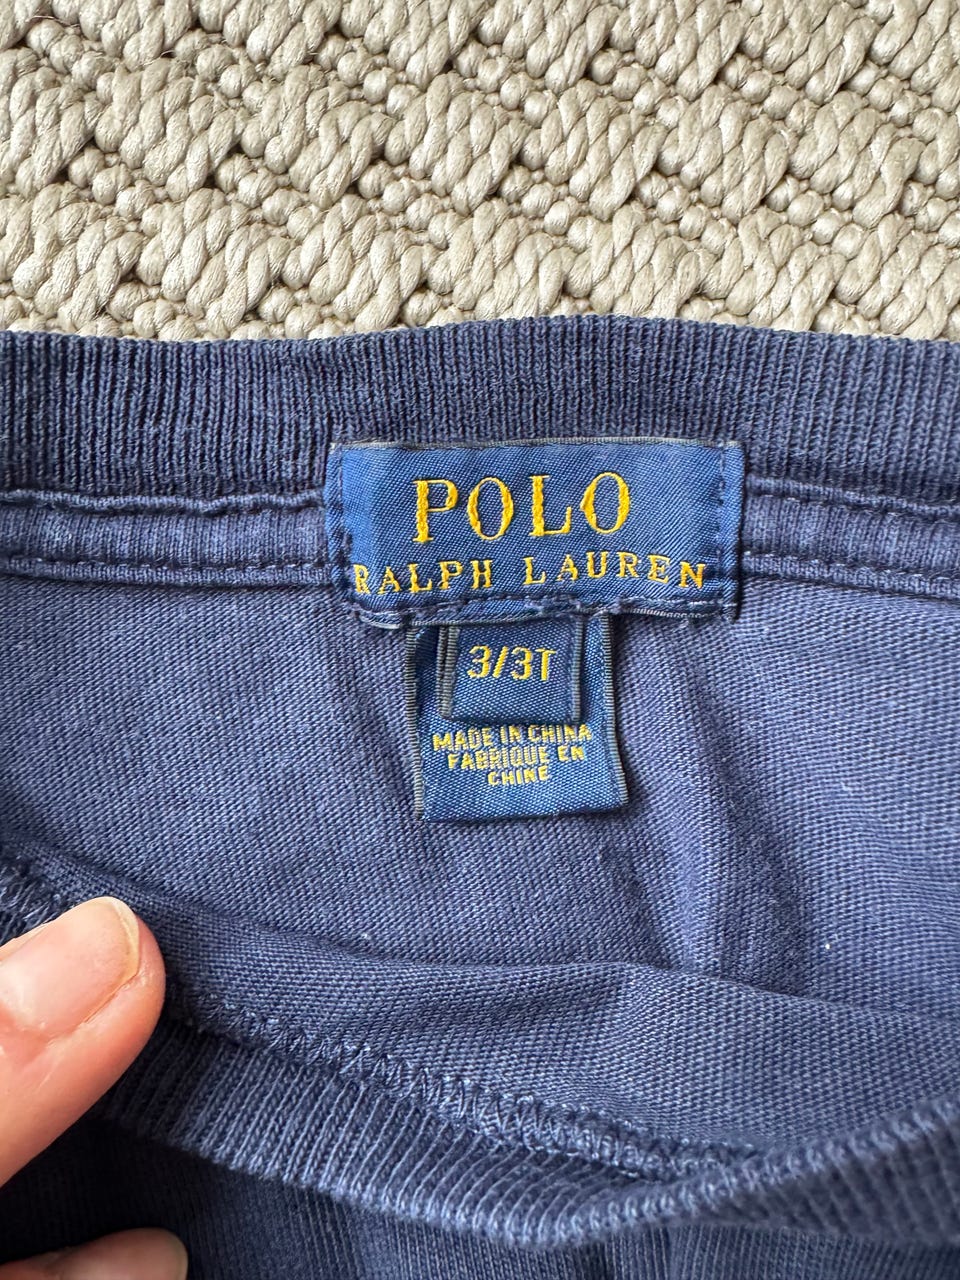 POLO
RALPH LAUREN
3/3T
MADE IN CHINA
FABRIQUE EN
CHINE